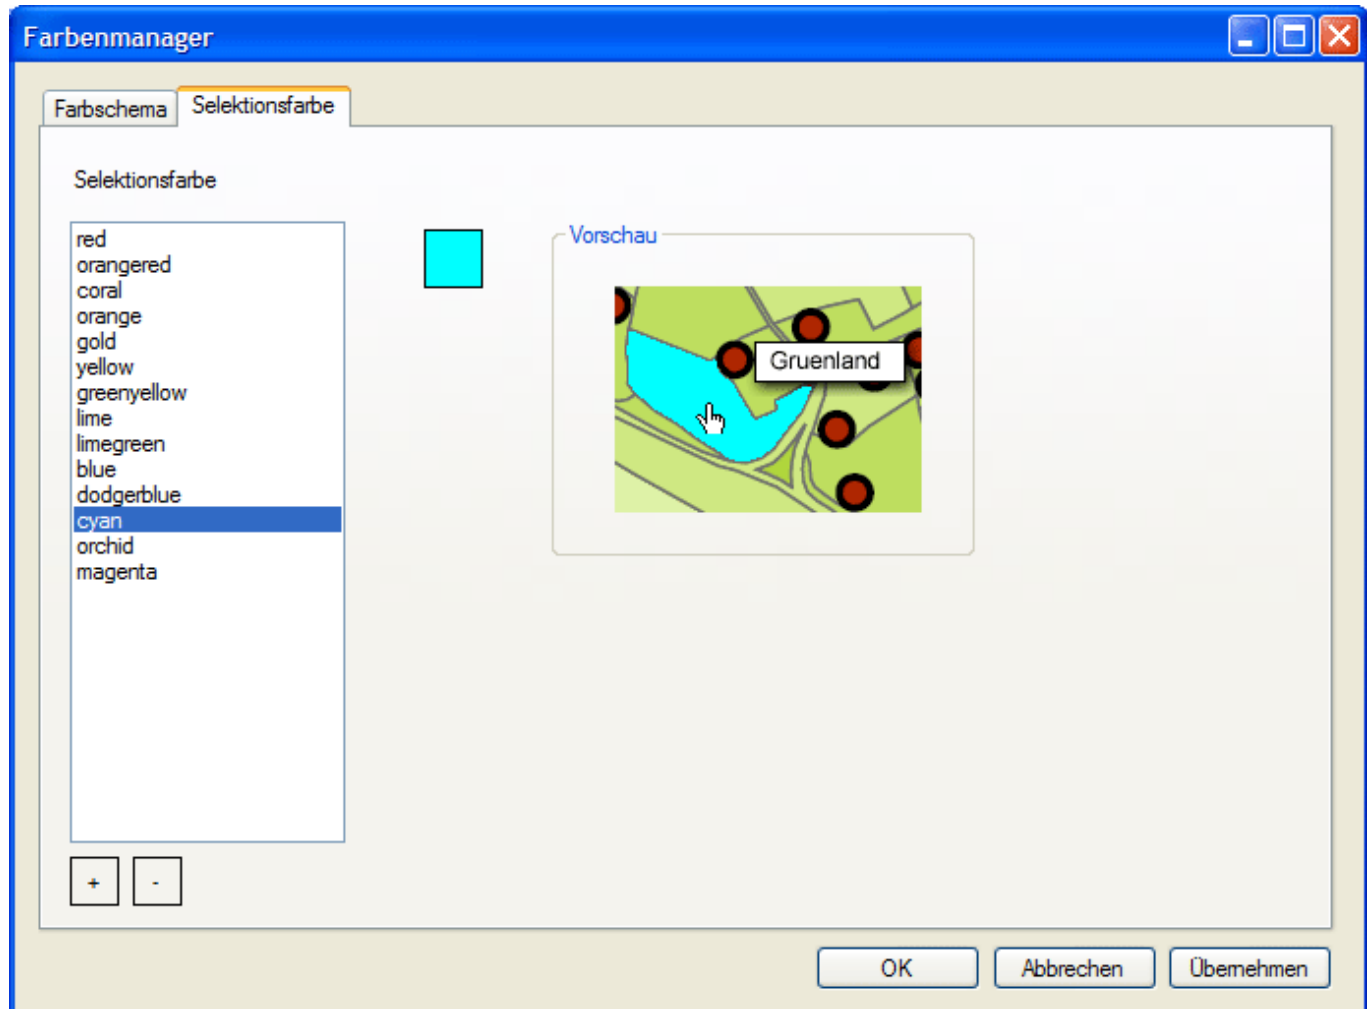 Farbenmanager
Farbschema
Selektionsfarbe
Selektionsfarbe
red
orangered
coral
orange
gold
yellow
greenyellow
lime
limegreen
blue
dodgerblue
cyan
orchid
magenta
+
-
Vorschau
Gruenland
OK
Abbrechen
Übernehmen